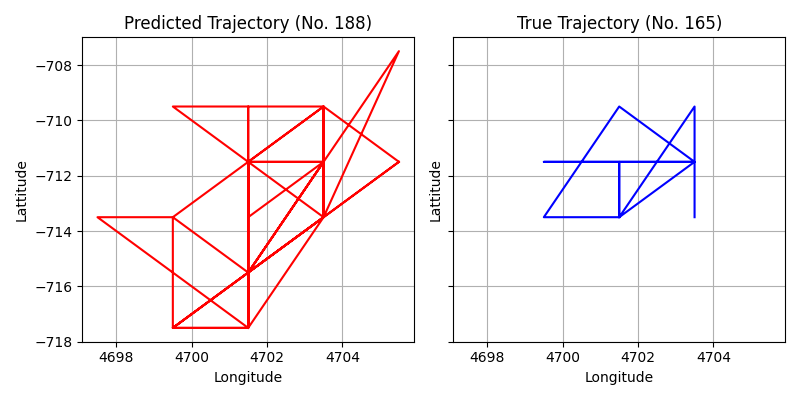 Predicted Trajectory (No. 188)
True Trajectory (No. 165)
−708
−710
−712
−714
−716
−718
Lattitude
Lattitude
4698
4700
4702
4704
4698
4700
4702
4704
Longitude
Longitude